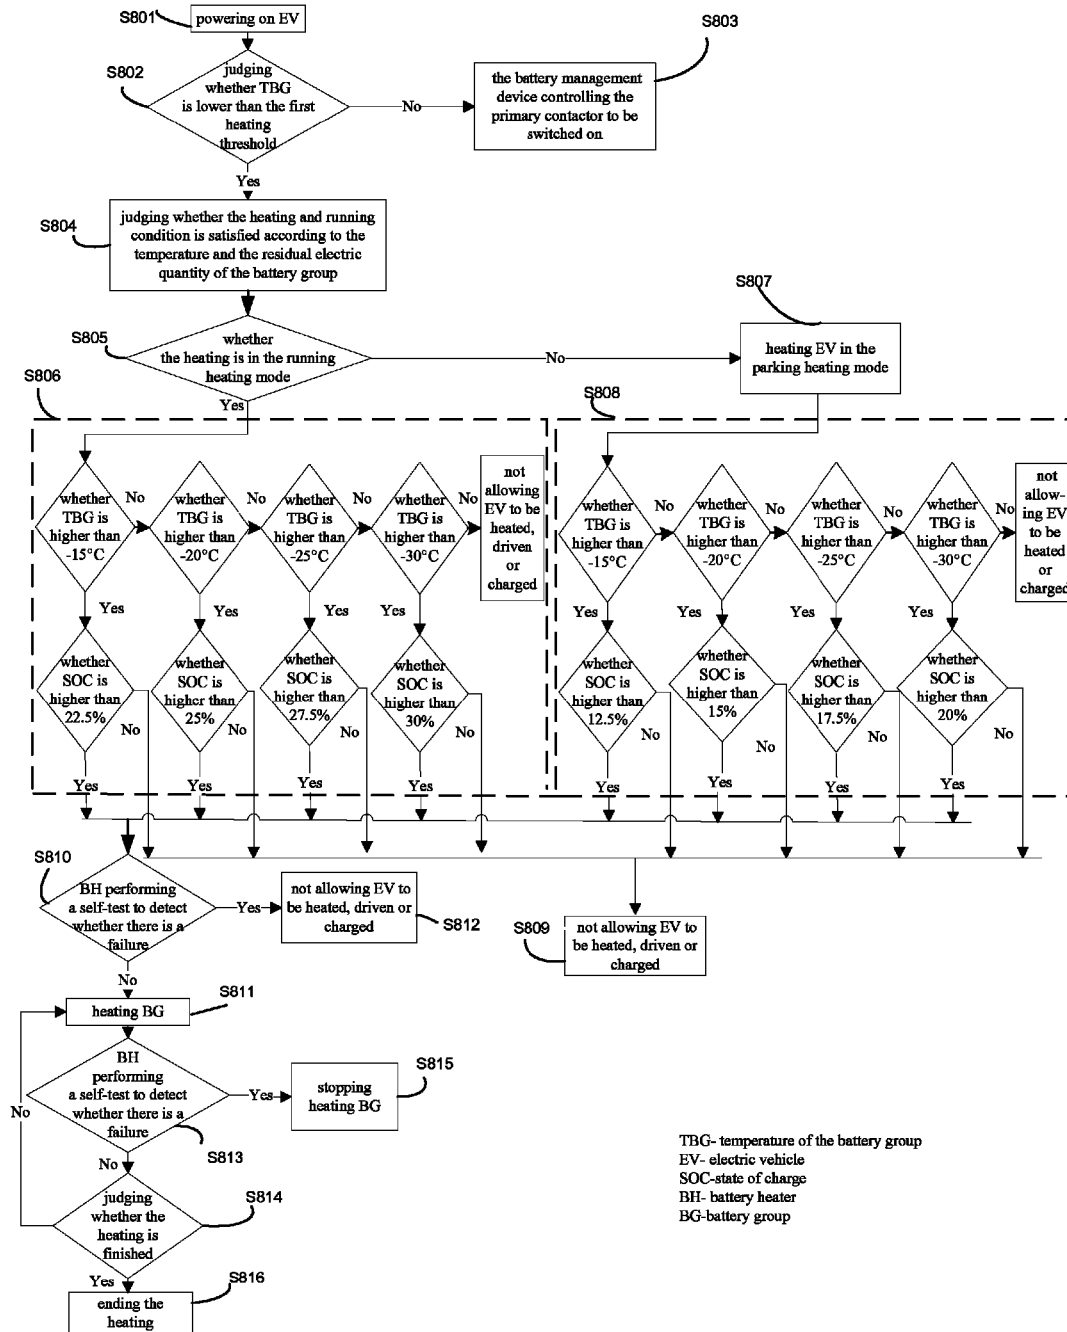 S801
powering on EV
S802
judging
whether TBG
is lower than the first
heating
threshold
No
S803
the battery management
device controlling the
primary contactor to be
switched on
Yes
S804
judging whether the heating and running
condition is satisfied according to the
temperature and the residual electric
quantity of the battery group
S805
whether
the heating is in the running
heating mode
No
S807
heating EV in the
parking heating mode
Yes
S806
whether
TBG is
higher than
-15°C
No
whether
TBG is
higher than
-20°C
No
whether
TBG is
higher than
-25°C
No
whether
TBG is
higher than
-30°C
No
not
allowing
EV to be
heated,
driven
or
charged
Yes
Yes
Yes
Yes
whether
SOC is
higher than
22.5%
No
whether
SOC is
higher than
25%
No
whether
SOC is
higher than
27.5%
No
whether
SOC is
higher than
30%
No
Yes
Yes
Yes
Yes
S808
whether
TBG is
higher than
-15°C
No
whether
TBG is
higher than
-20°C
No
whether
TBG is
higher than
-25°C
No
whether
TBG is
higher than
-30°C
No
not
allow-
ing EV
to be
heated
or
charged
Yes
Yes
Yes
Yes
whether
SOC is
higher than
12.5%
No
whether
SOC is
higher than
15%
No
whether
SOC is
higher than
17.5%
No
whether
SOC is
higher than
20%
No
Yes
Yes
Yes
Yes
S810
BH performing
a self-test to detect
whether there is a
failure
Yes
not allowing EV to
be heated, driven or
charged
S812
S809
not allowing EV to
be heated, driven or
charged
No
S811
heating BG
BH
performing
a self-test to detect
whether there is a
failure
S813
Yes
stopping
heating BG
S815
No
No
judging
whether the
heating is
finished
S814
Yes
S816
ending the
heating
TBG- temperature of the battery group
EV- electric vehicle
SOC-state of charge
BH- battery heater
BG-battery group